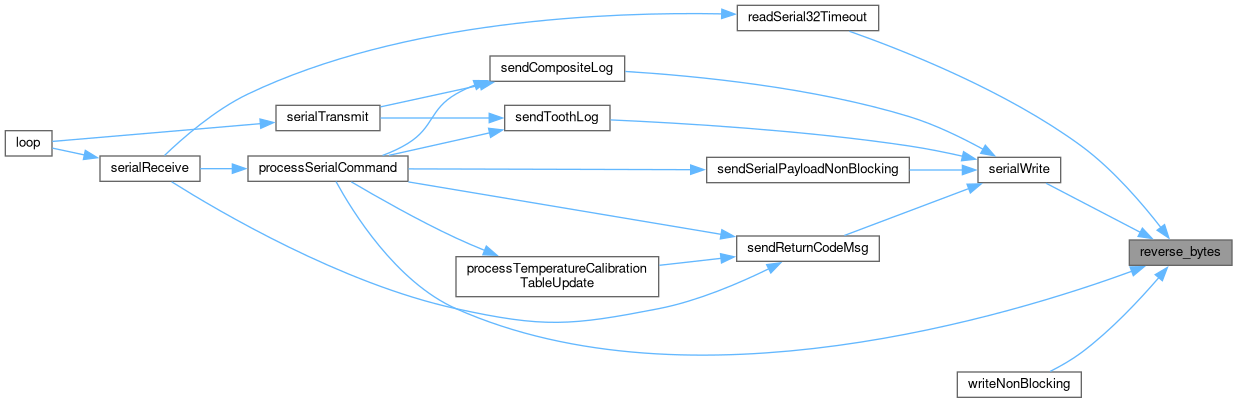 readSerial32Timeout
sendCompositeLog
serialTransmit
sendToothLog
loop
serialReceive
processSerialCommand
sendSerialPayloadNonBlocking
serialWrite
sendReturnCodeMsg
reverse_bytes
processTemperatureCalibration
TableUpdate
writeNonBlocking